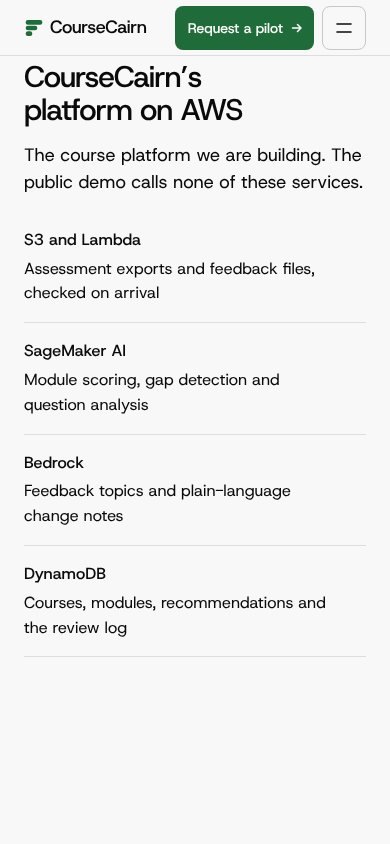 CourseCairn
Request a pilot →
CourseCairn’s
platform on AWS
The course platform we are building. The
public demo calls none of these services.
S3 and Lambda
Assessment exports and feedback files,
checked on arrival
SageMaker AI
Module scoring, gap detection and
question analysis
Bedrock
Feedback topics and plain-language
change notes
DynamoDB
Courses, modules, recommendations and
the review log